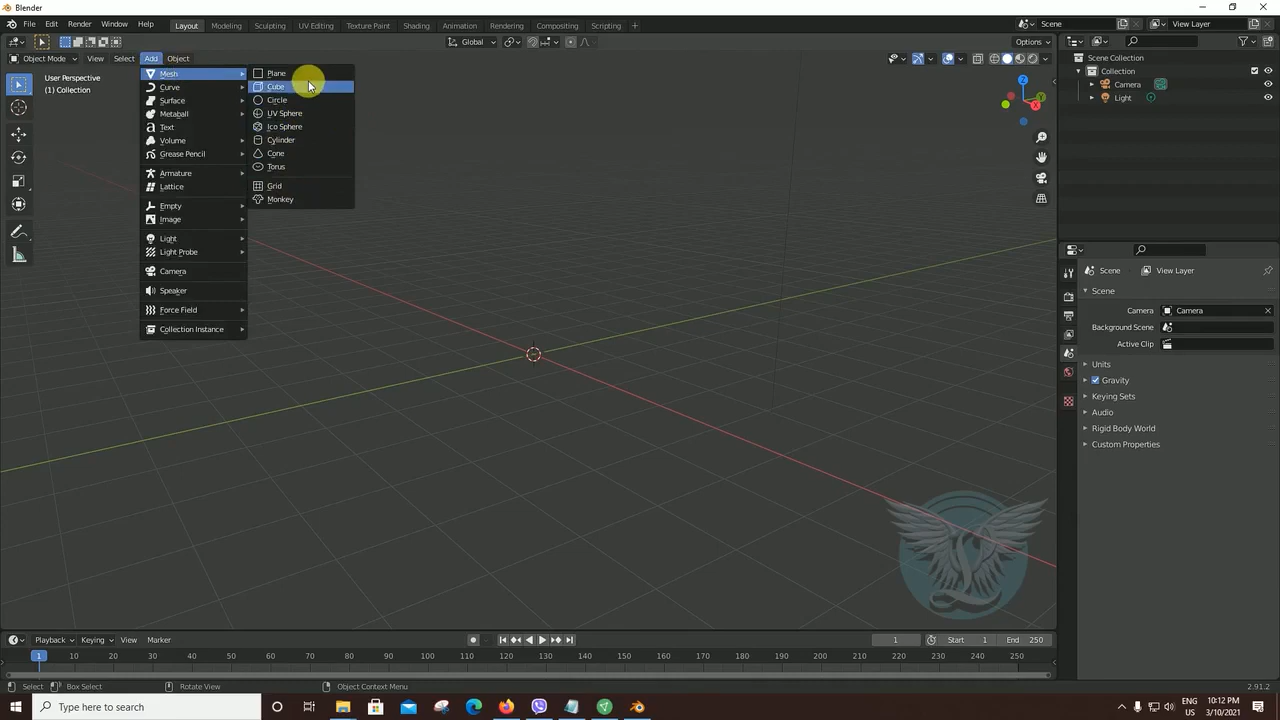 Blender
File Edit Render Window Help
Layout Modeling Sculpting UV Editing Texture Paint Shading Animation Rendering Compositing Scripting +
Scene View Layer
Global Options
Object Mode View Select Add Object
User Perspective
(1) Collection
Mesh
Curve
Surface
Metaball
Text
Volume
Grease Pencil
Armature
Lattice
Empty
Image
Light
Light Probe
Camera
Speaker
Force Field
Collection Instance
Plane
Cube
Circle
UV Sphere
Ico Sphere
Cylinder
Cone
Torus
Grid
Monkey
X
Scene Collection
Collection
Camera
Light
Scene View Layer
Scene
Camera Camera
Background Scene
Active Clip
Units
Gravity
Keying Sets
Audio
Rigid Body World
Custom Properties
Playback Keying View Marker 1 Start 1 End 250
1 10 20 30 40 50 60 70 80 90 100 110 120 130 140 150 160 170 180 190 200 210 220 230 240 250
Select Box Select Rotate View Object Context Menu 2.91.2
Type here to search
ENG
US
10:12 PM
3/10/2021